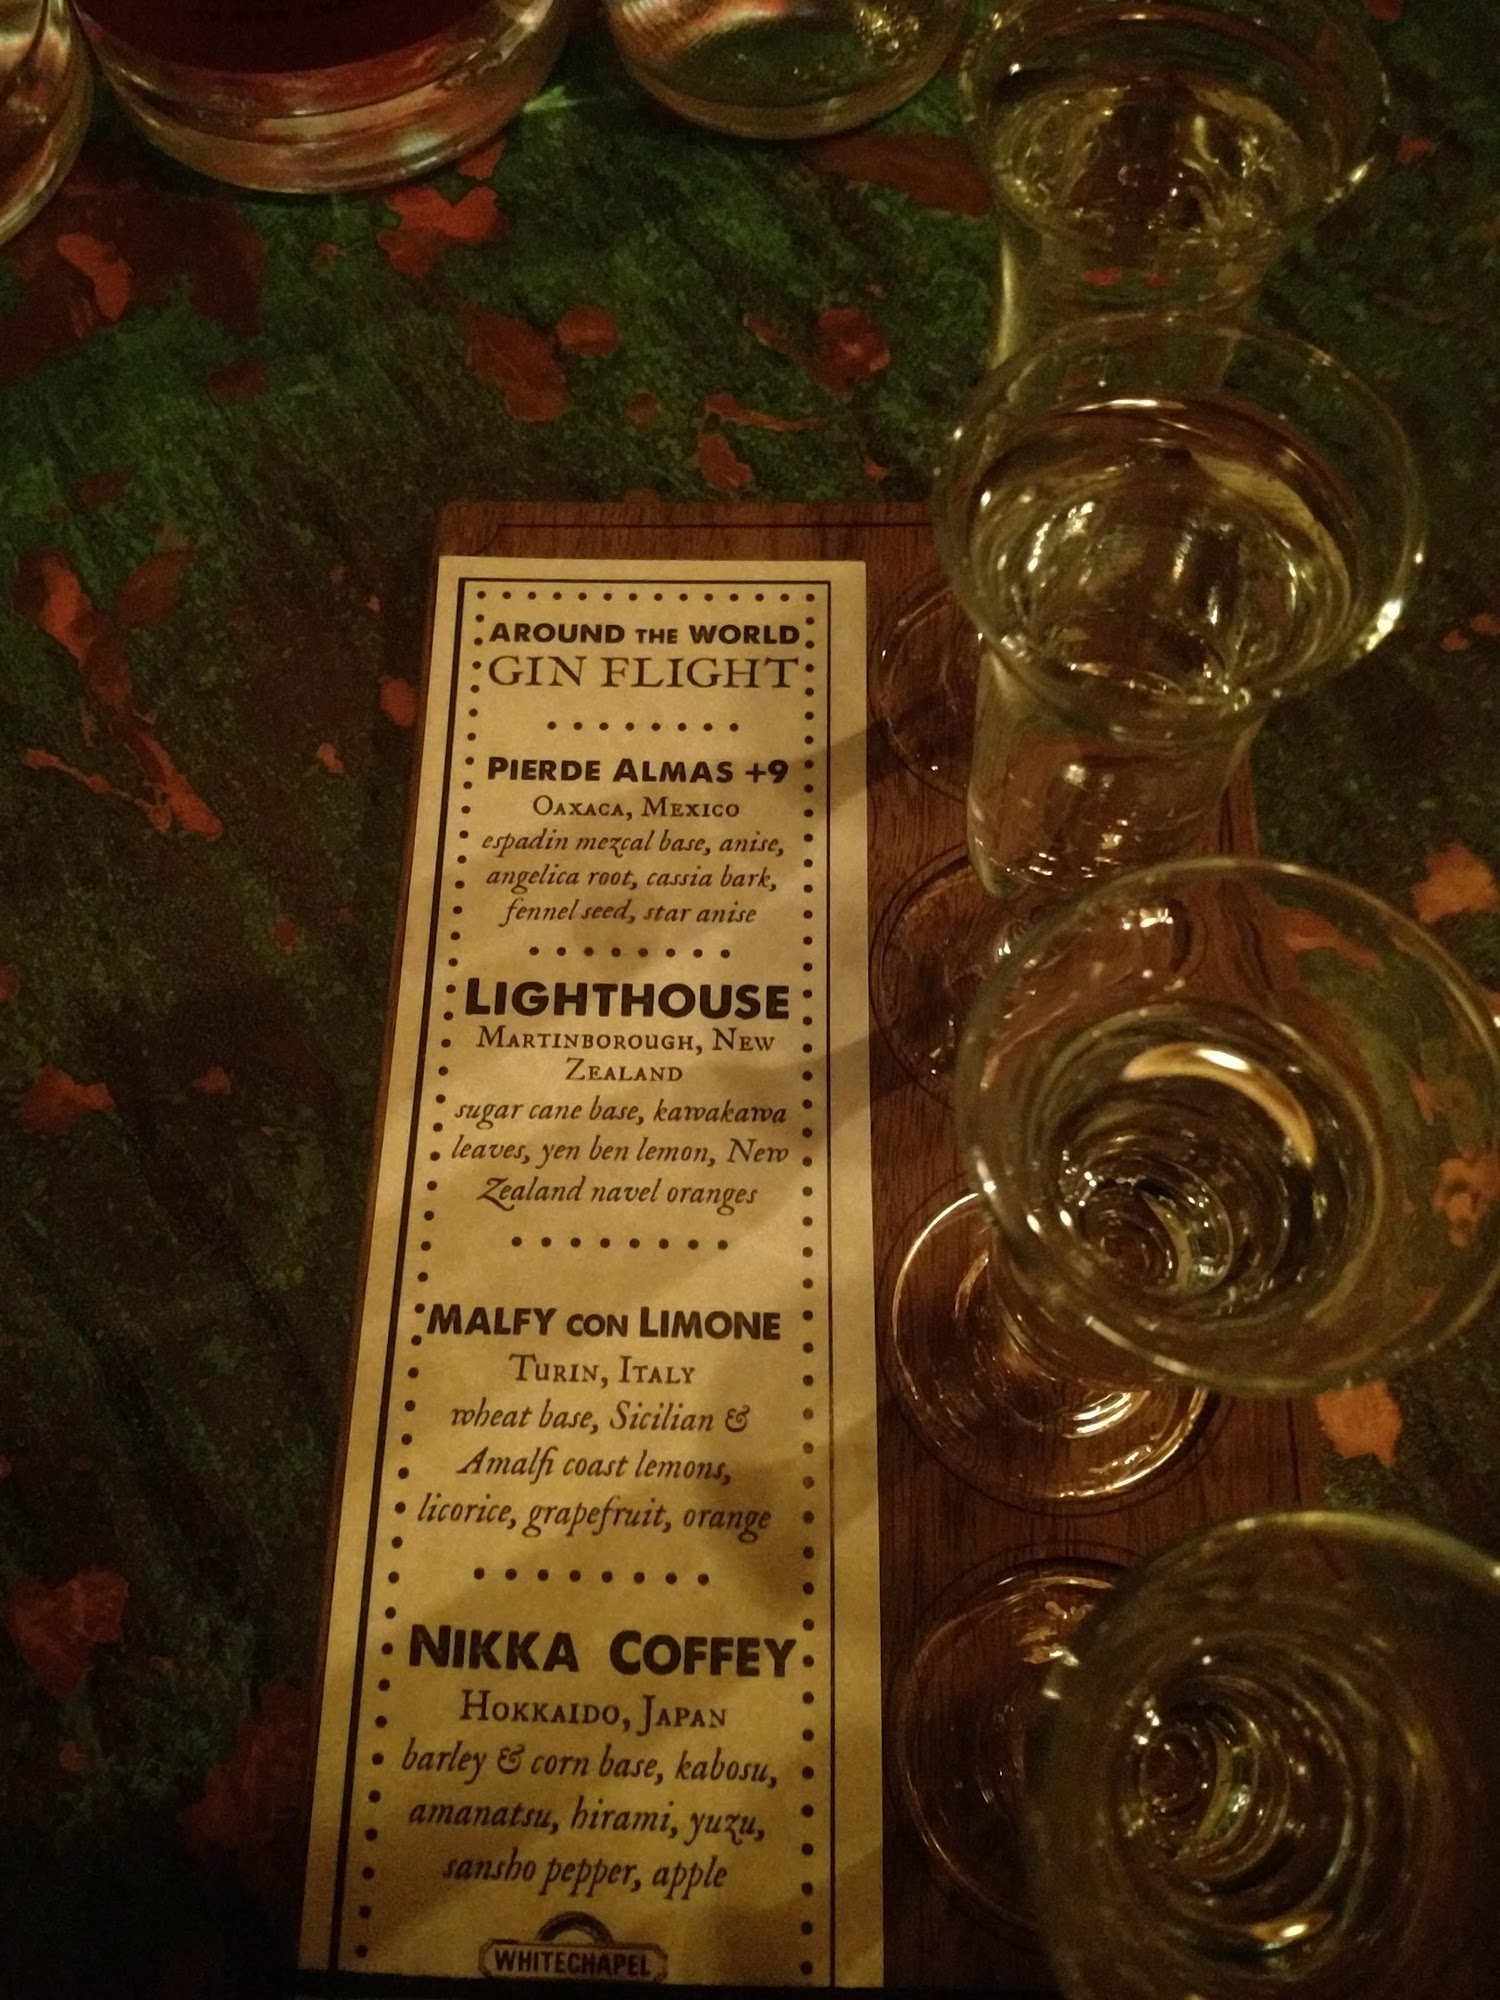 AROUND THE WORLD
GIN FLIGHT
PIERDE ALMAS +9
OAXACA, MEXICO
espadin mezcal base, anise,
angelica root, cassia bark,
fennel seed, star anise
LIGHTHOUSE
MARTINBOROUGH, NEW
ZEALAND
sugar cane base, kawakawa
leaves, yen ben lemon, New
Zealand navel oranges
MALFY CON LIMONE
TURIN, ITALY
wheat base, Sicilian &
Amalfi coast lemons,
licorice, grapefruit, orange
NIKKA COFFEY
HOKKAIDO, JAPAN
barley & corn base, kabosu,
amanatsu, hirami, yuzu,
sansho pepper, apple
WHITECHAPEL